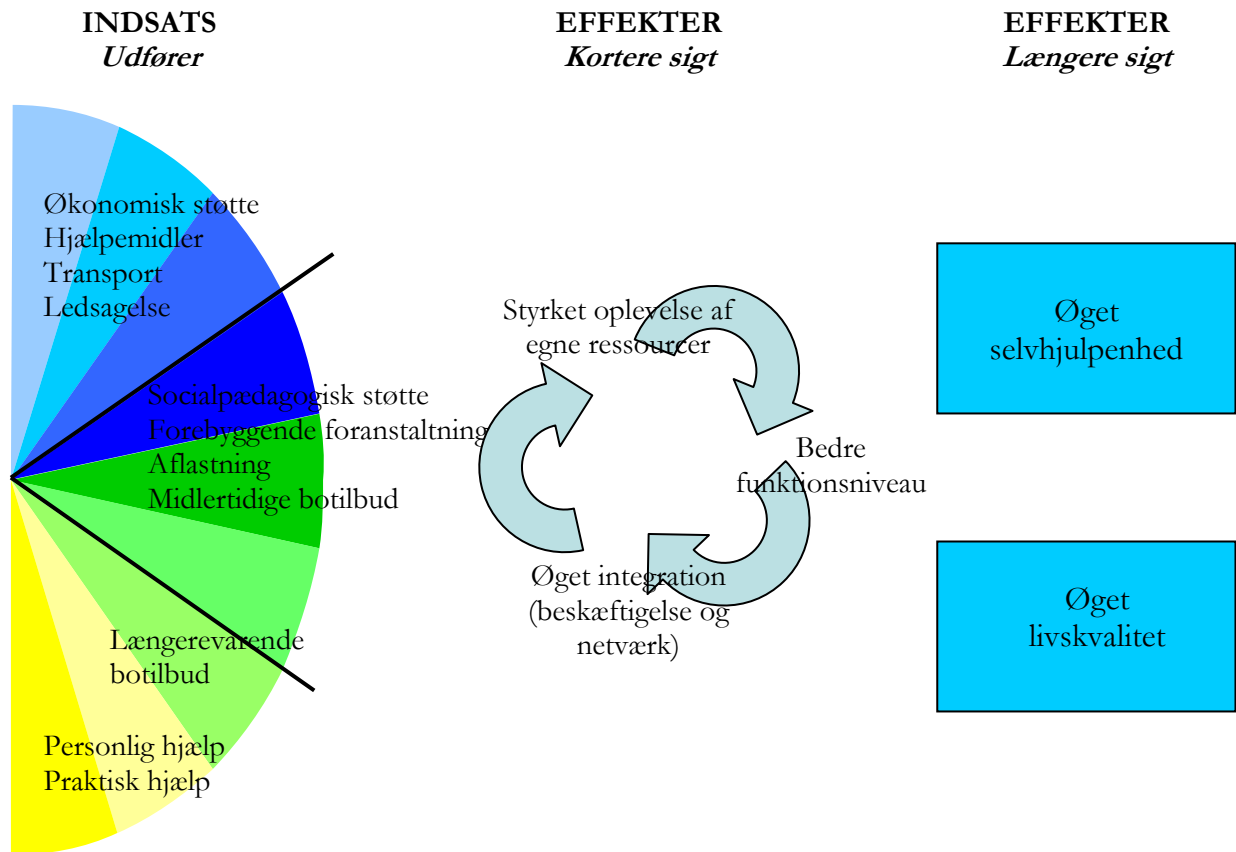 INDSATS
Udfører
Økonomisk støtte
Hjælpemidler
Transport
Ledsagelse
Socialpædagogisk støtte
Forebyggende foranstaltning
Aflastning
Midlertidige botilbud
Længerevarende
botilbud
Personlig hjælp
Praktisk hjælp
EFFEKTER
Kortere sigt
Styrket oplevelse af
egne ressourcer
Bedre
funktionsniveau
Øget integration
(beskæftigelse og
netværk)
EFFEKTER
Længere sigt
Øget
selvhjulpenhed
Øget
livskvalitet